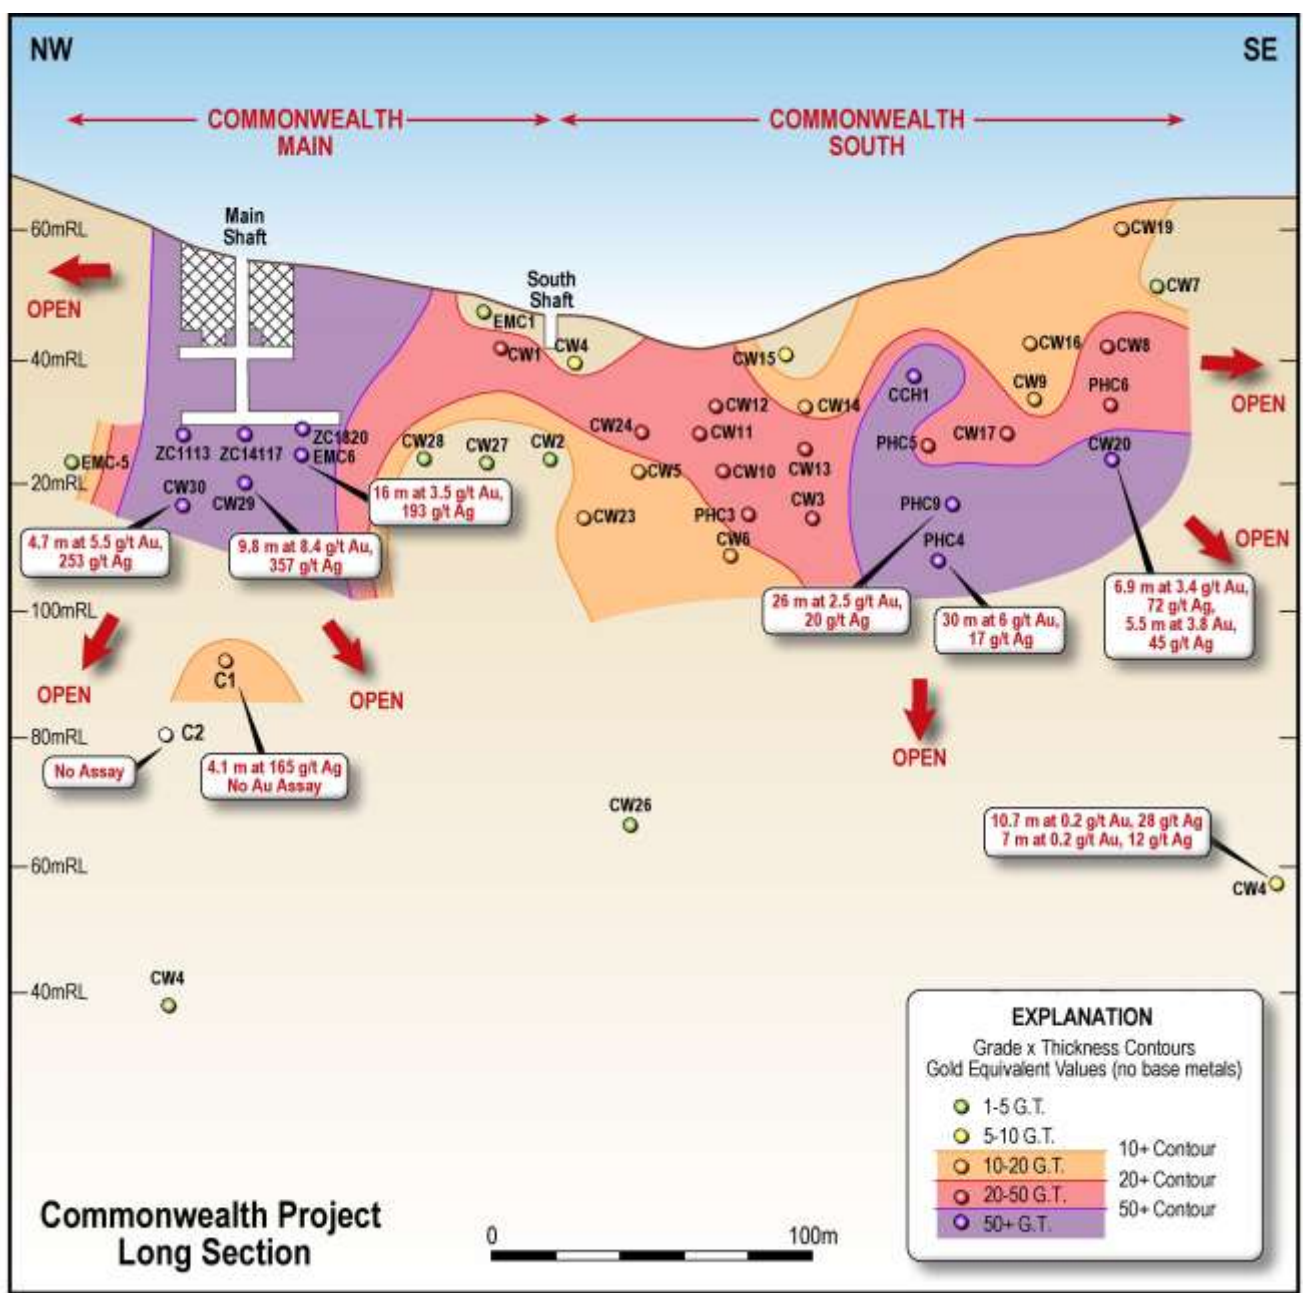 NW
SE
COMMONWEALTH
MAIN
COMMONWEALTH
SOUTH
60mRL
Main
Shaft
CW19
OPEN
South
Shaft
CW7
EMC1
40mRL
CW1
CW4
CW15
CW16
CW8
CCH1
CW9
PHC6
OPEN
CW12
CW14
CW24
CW11
PHC5
CW17
CW28
CW27
CW2
CW20
ZC1113
ZC14117
ZC1820
EMC6
EMC-5
CW5
CW10
CW13
20mRL
CW30
CW29
16 m at 3.5 g/t Au,
193 g/t Ag
CW23
PHC3
CW3
PHC9
CW6
PHC4
OPEN
4.7 m at 5.5 g/t Au,
253 g/t Ag
9.8 m at 8.4 g/t Au,
357 g/t Ag
26 m at 2.5 g/t Au,
20 g/t Ag
30 m at 6 g/t Au,
17 g/t Ag
6.9 m at 3.4 g/t Au,
72 g/t Ag,
5.5 m at 3.8 Au,
45 g/t Ag
100mRL
C1
OPEN
OPEN
C2
80mRL
OPEN
No Assay
4.1 m at 165 g/t Ag
No Au Assay
CW26
10.7 m at 0.2 g/t Au, 28 g/t Ag
7 m at 0.2 g/t Au, 12 g/t Ag
60mRL
CW4
CW4
40mRL
EXPLANATION
Grade x Thickness Contours
Gold Equivalent Values (no base metals)
1-5 G.T.
5-10 G.T.
10+ Contour
10-20 G.T.
20+ Contour
20-50 G.T.
50+ Contour
50+ G.T.
Commonwealth Project
Long Section
0
100m